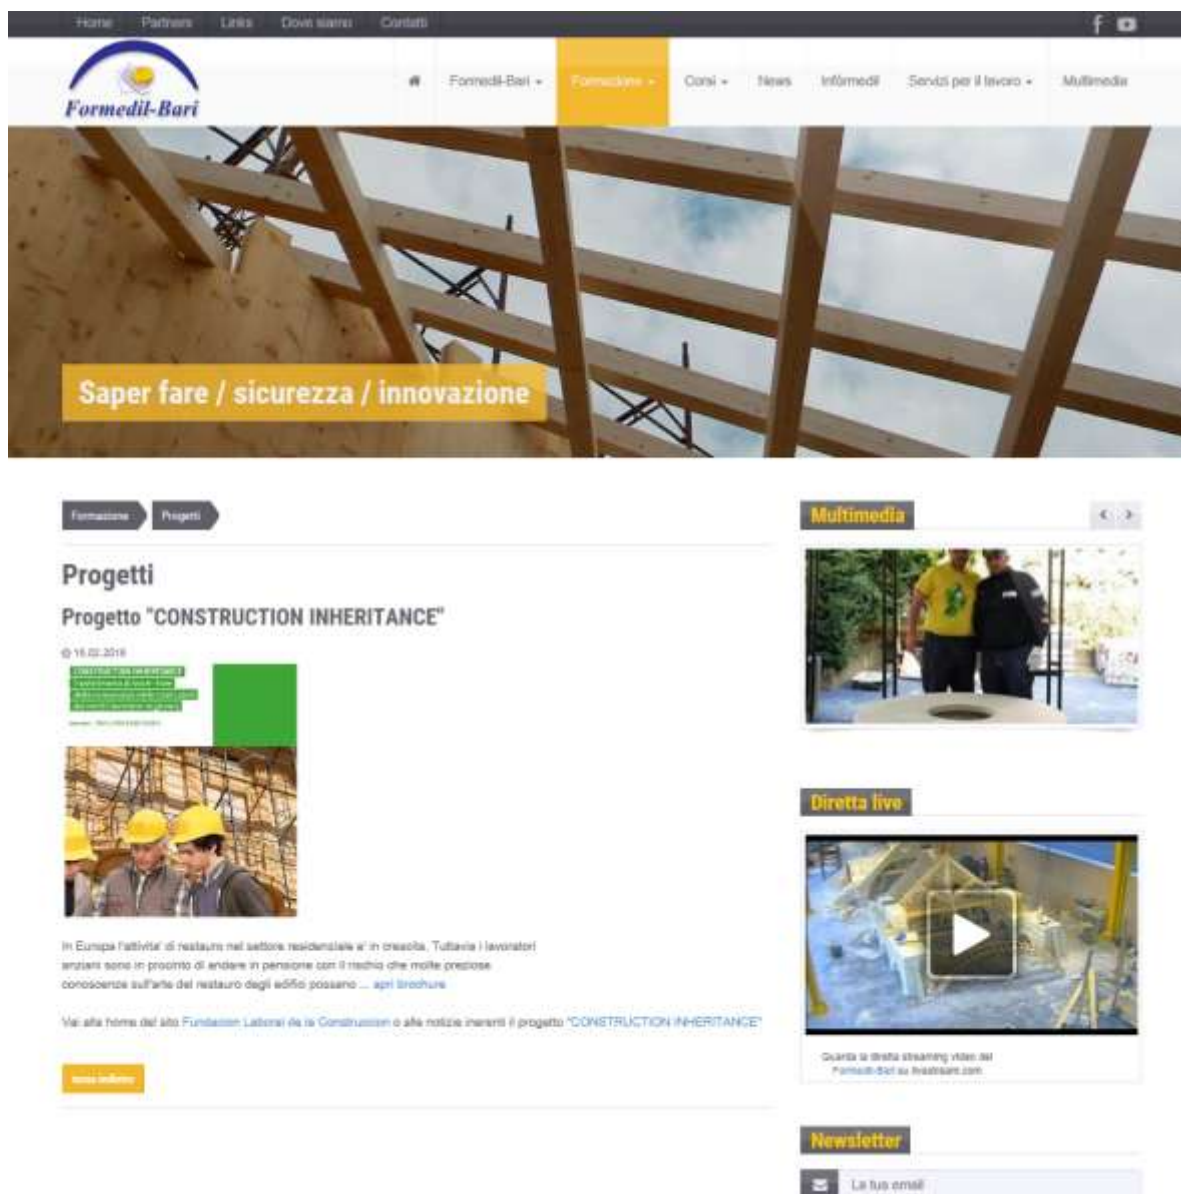 Home Partners Links Dove siamo Contatti
Formedil-Bari
Formedil-Bari Formazione Corsi News Infórmedil Servizi per il lavoro Multimedia
Saper fare / sicurezza / innovazione
Formazione Progetti
Progetti
Progetto "CONSTRUCTION INHERITANCE"
CONSTRUCTION INHERITANCE
In Europa l'attivita' di restauro nel settore residenziale e' in crescita. Tuttavia i lavoratori
anziani sono in procinto di andare in pensione con il rischio che molte preziose
conoscenze sull'arte del restauro degli edifici possano ... apri brochure
Vai alla home del sito Fundacion Laboral de la Construccion o alle notizie inerenti il progetto "CONSTRUCTION INHERITANCE"
torna indietro
Multimedia
Diretta live
Guarda la diretta streaming video del
Formedil-Bari su livestream.com
Newsletter
La tua email